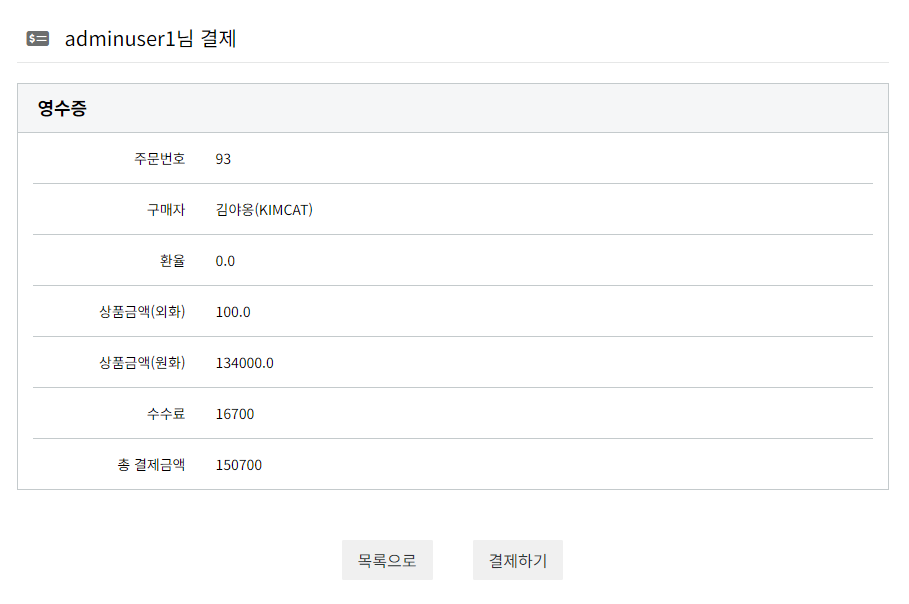 adminuser1님 결제
영수증
주문번호 93
구매자 김야옹(KIMCAT)
환율 0.0
상품금액(외화) 100.0
상품금액(원화) 134000.0
수수료 16700
총 결제금액 150700
목록으로 결제하기